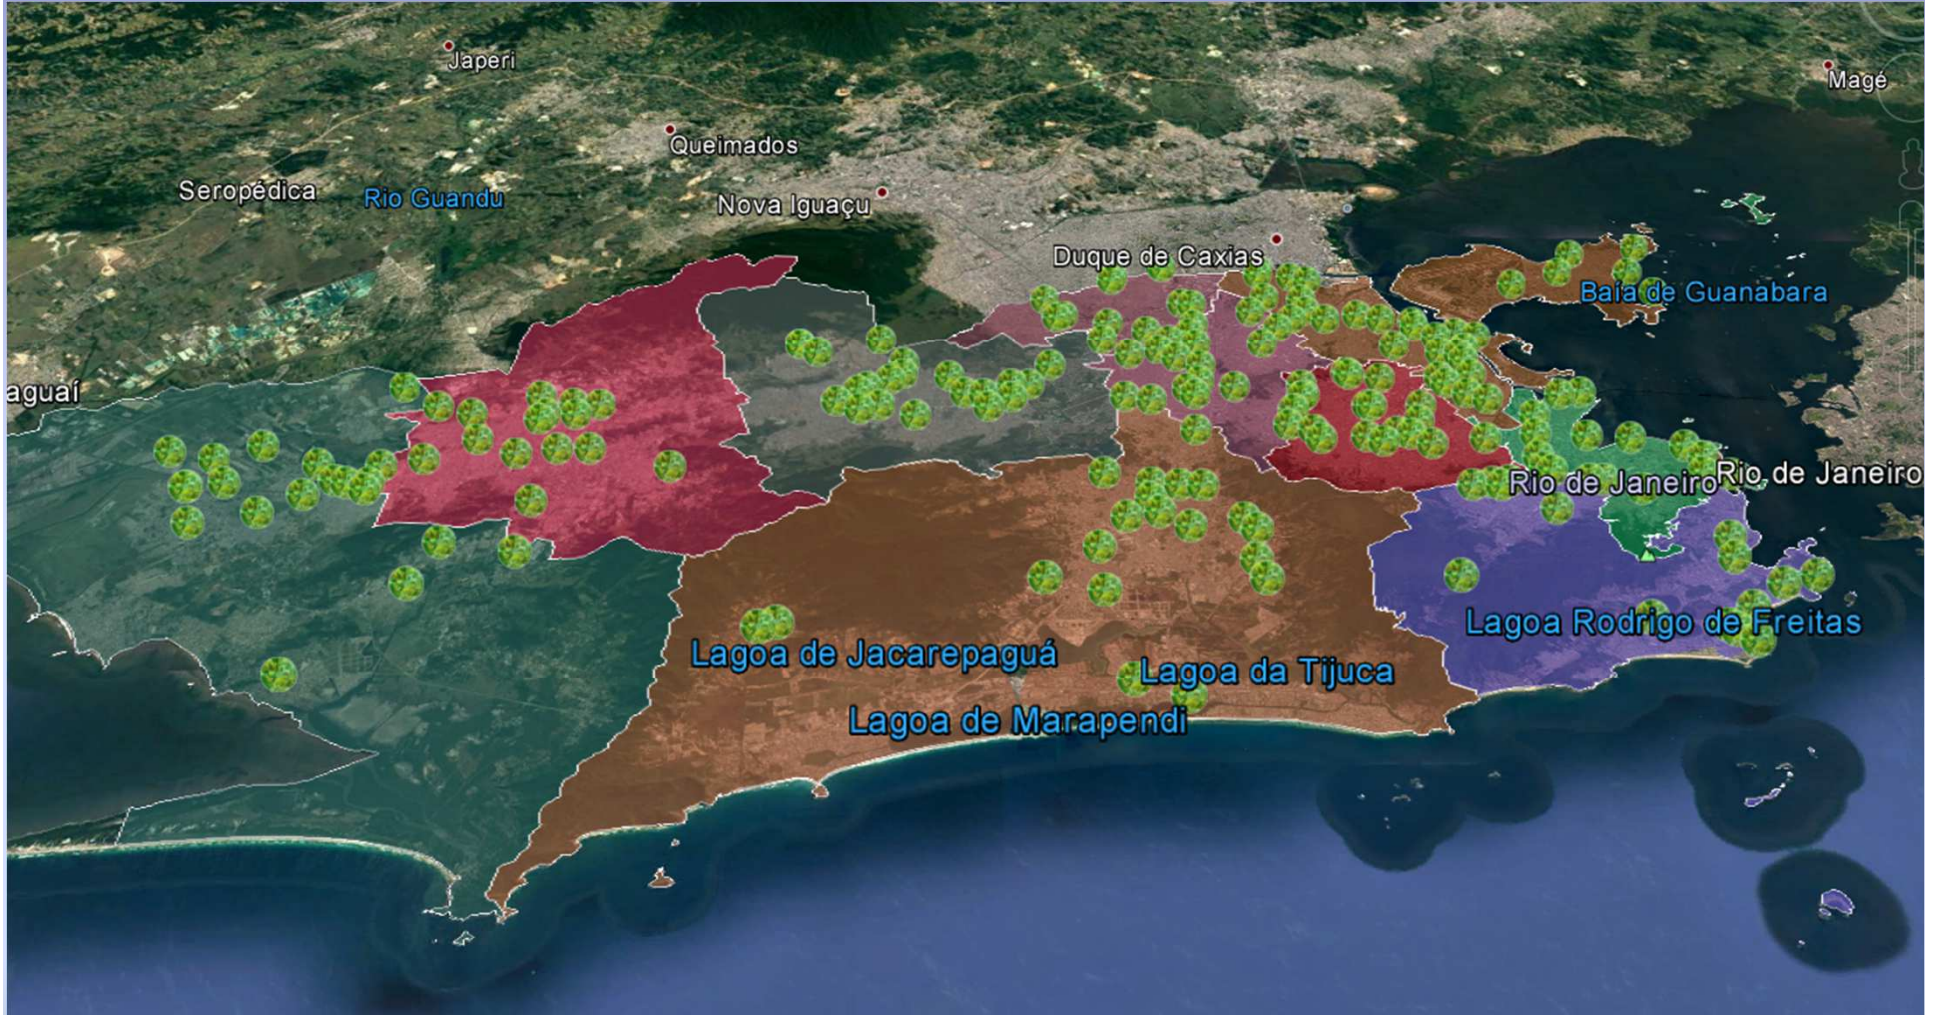 Japeri
Magé
Queimados
Seropédica
Rio Guandu
Nova Iguaçu
Duque de Caxias
Baía de Guanabara
aguaí
Rio de Janeiro
Rio de Janeiro
Lagoa Rodrigo de Freitas
Lagoa de Jacarepaguá
Lagoa da Tijuca
Lagoa de Marapendi